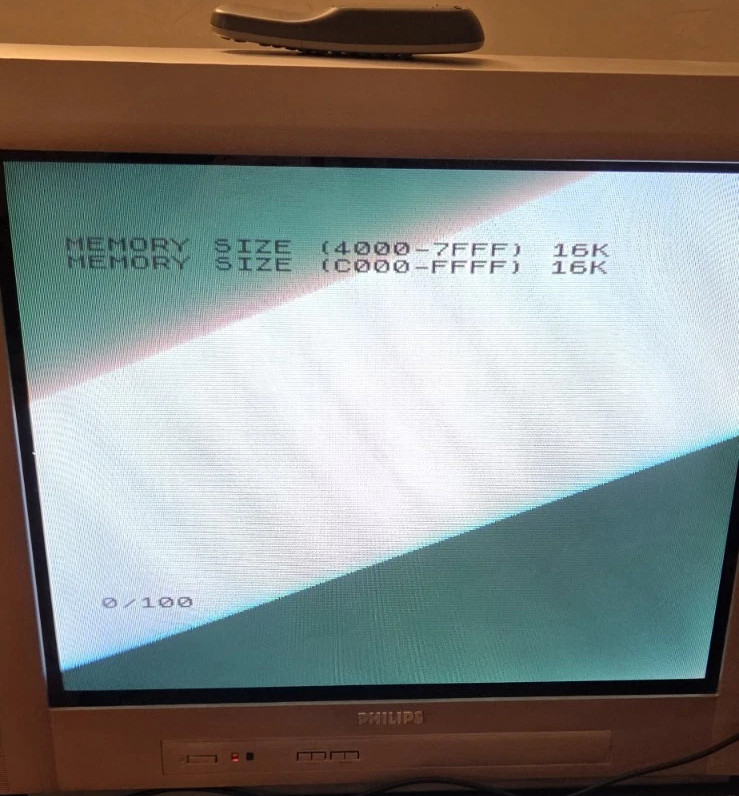 MEMORY SIZE (4000-7FFF) 16K
MEMORY SIZE (C000-FFFF) 16K
0/100
PHILIPS